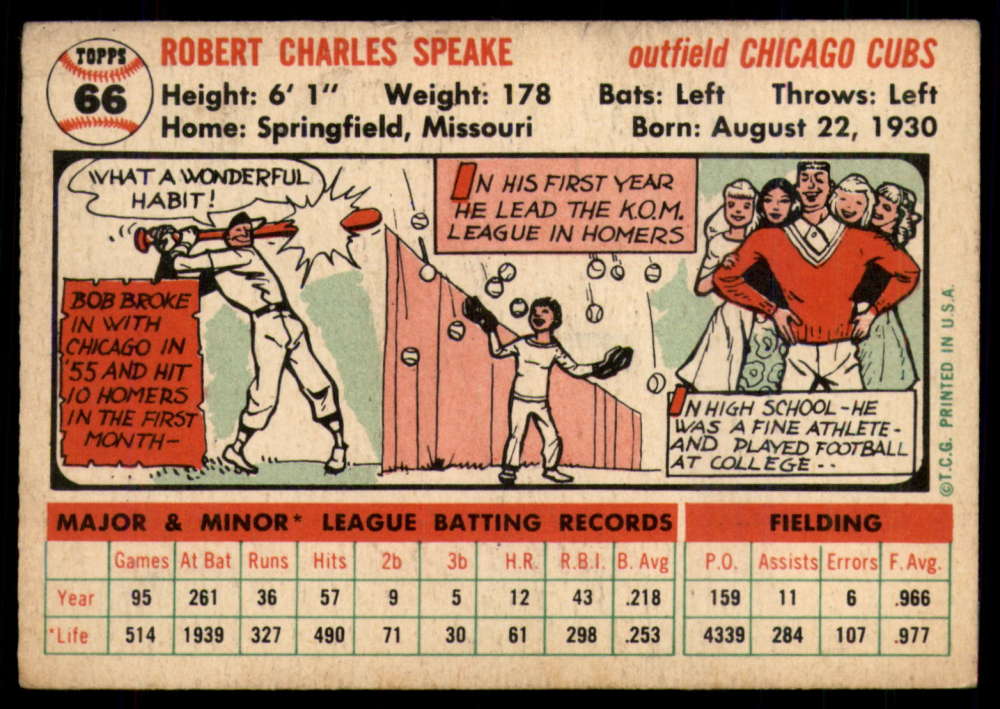 TOPPS
66
ROBERT CHARLES SPEAKE
outfield CHICAGO CUBS
Height: 6' 1" Weight: 178 Bats: Left Throws: Left
Home: Springfield, Missouri Born: August 22, 1930
WHAT A WONDERFUL
HABIT!
BOB BROKE
IN WITH
CHICAGO IN
'55 AND HIT
10 HOMERS
IN THE FIRST
MONTH-
IN HIS FIRST YEAR
HE LEAD THE K.O.M.
LEAGUE IN HOMERS
IN HIGH SCHOOL-HE
WAS A FINE ATHLETE-
AND PLAYED FOOTBALL
AT COLLEGE..
©T.C.G. PRINTED IN U.S.A.
MAJOR & MINOR* LEAGUE BATTING RECORDS FIELDING
Games At Bat Runs Hits 2b 3b H.R. R.B.I. B. Avg P.O. Assists Errors F. Avg.
Year 95 261 36 57 9 5 12 43 .218 159 11 6 .966
*Life 514 1939 327 490 71 30 61 298 .253 4339 284 107 .977